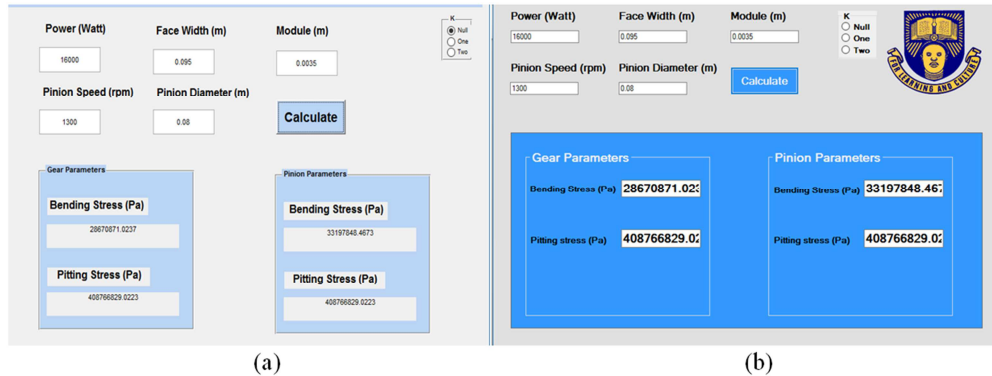 Power (Watt) Face Width (m) Module (m)
K
Null
One
Two
16000 0.095 0.0035
Pinion Speed (rpm) Pinion Diameter (m)
1300 0.08
Calculate
Gear Parameters
Bending Stress (Pa)
28670871.0237
Pitting Stress (Pa)
408766829.0223
Pinion Parameters
Bending Stress (Pa)
33197848.4673
Pitting Stress (Pa)
408766829.0223
(a)
Power (Watt) Face Width (m) Module (m)
K
Null
One
Two
16000 0.095 0.0035
Pinion Speed (rpm) Pinion Diameter (m)
1300 0.08
Calculate
FOR LEARNING AND CULTURE
Gear Parameters
Bending Stress (Pa) 28670871.023
Pitting stress (Pa) 408766829.02
Pinion Parameters
Bending Stress (Pa) 33197848.467
Pitting stress (Pa) 408766829.02
(b)